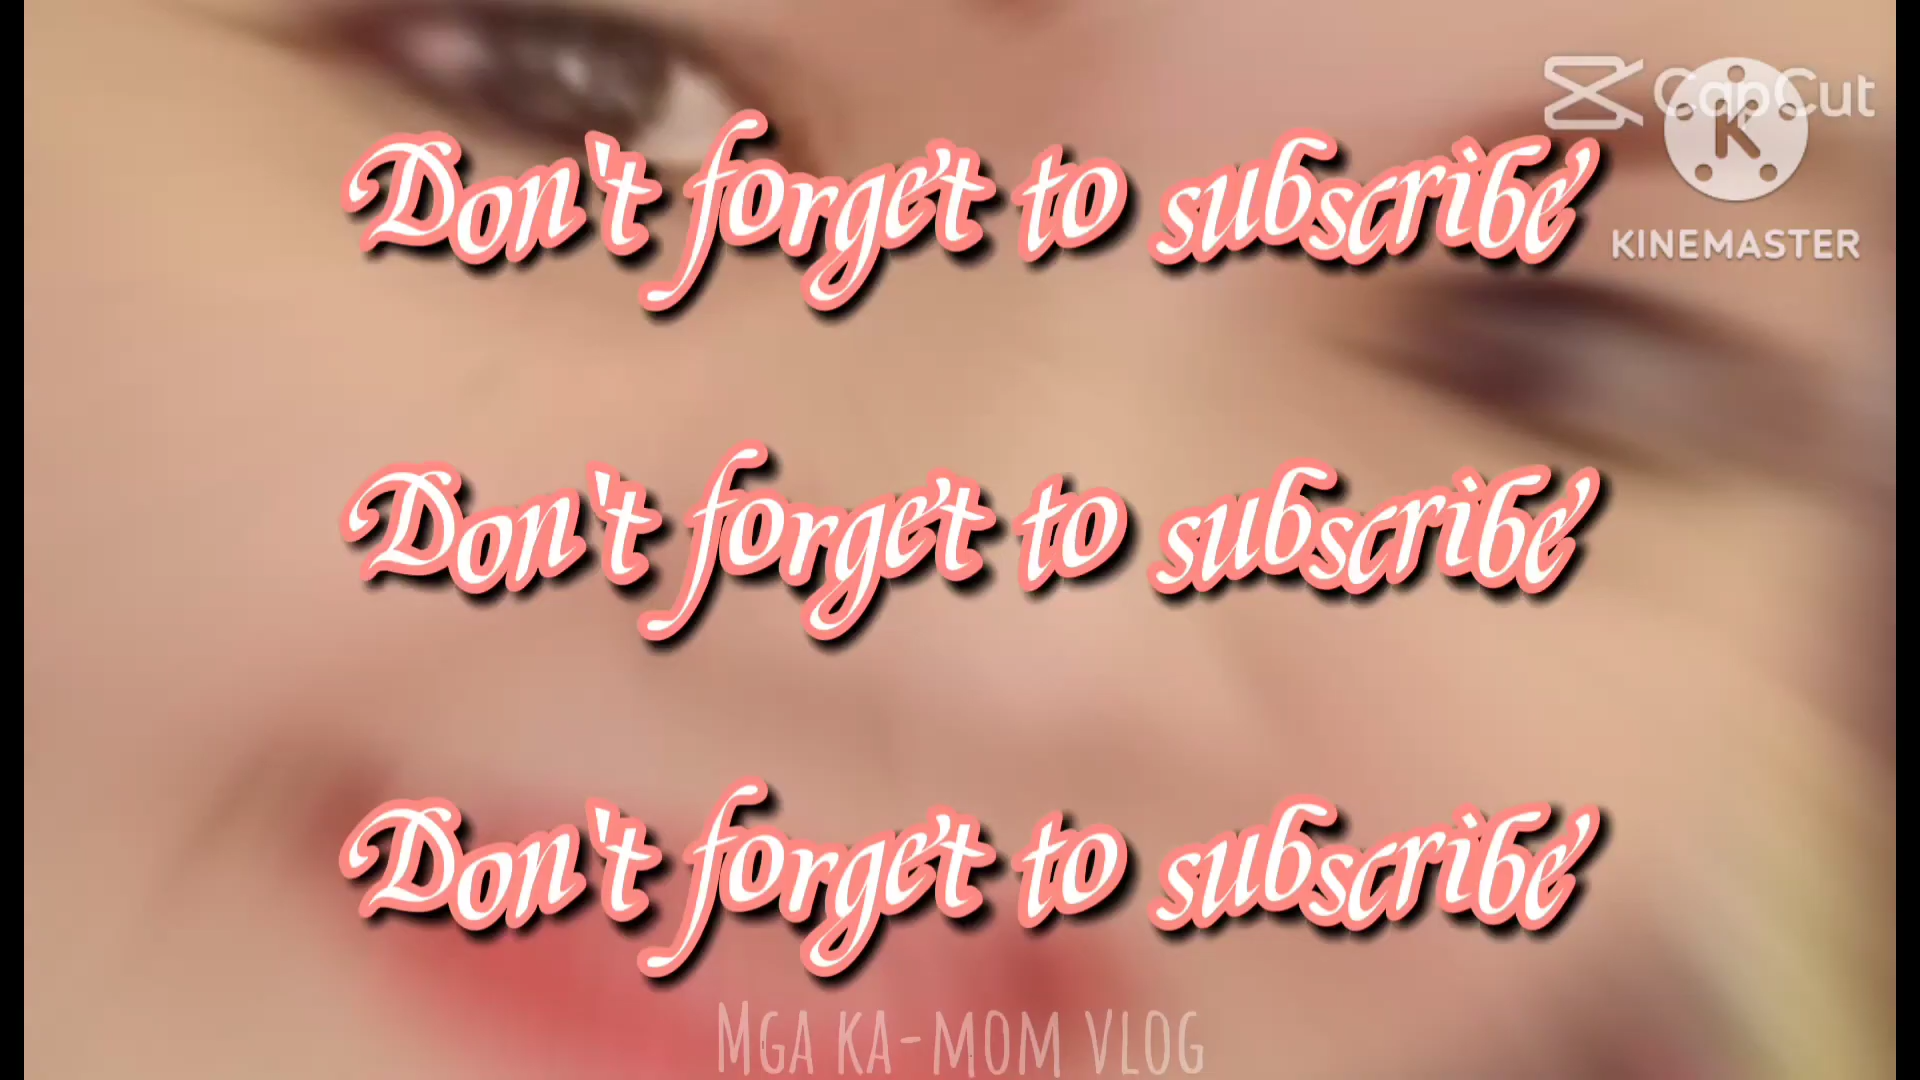 CapCut
K
KINEMASTER
Don't forget to subscribe
Don't forget to subscribe
Don't forget to subscribe
MGA KA-MOM VLOG